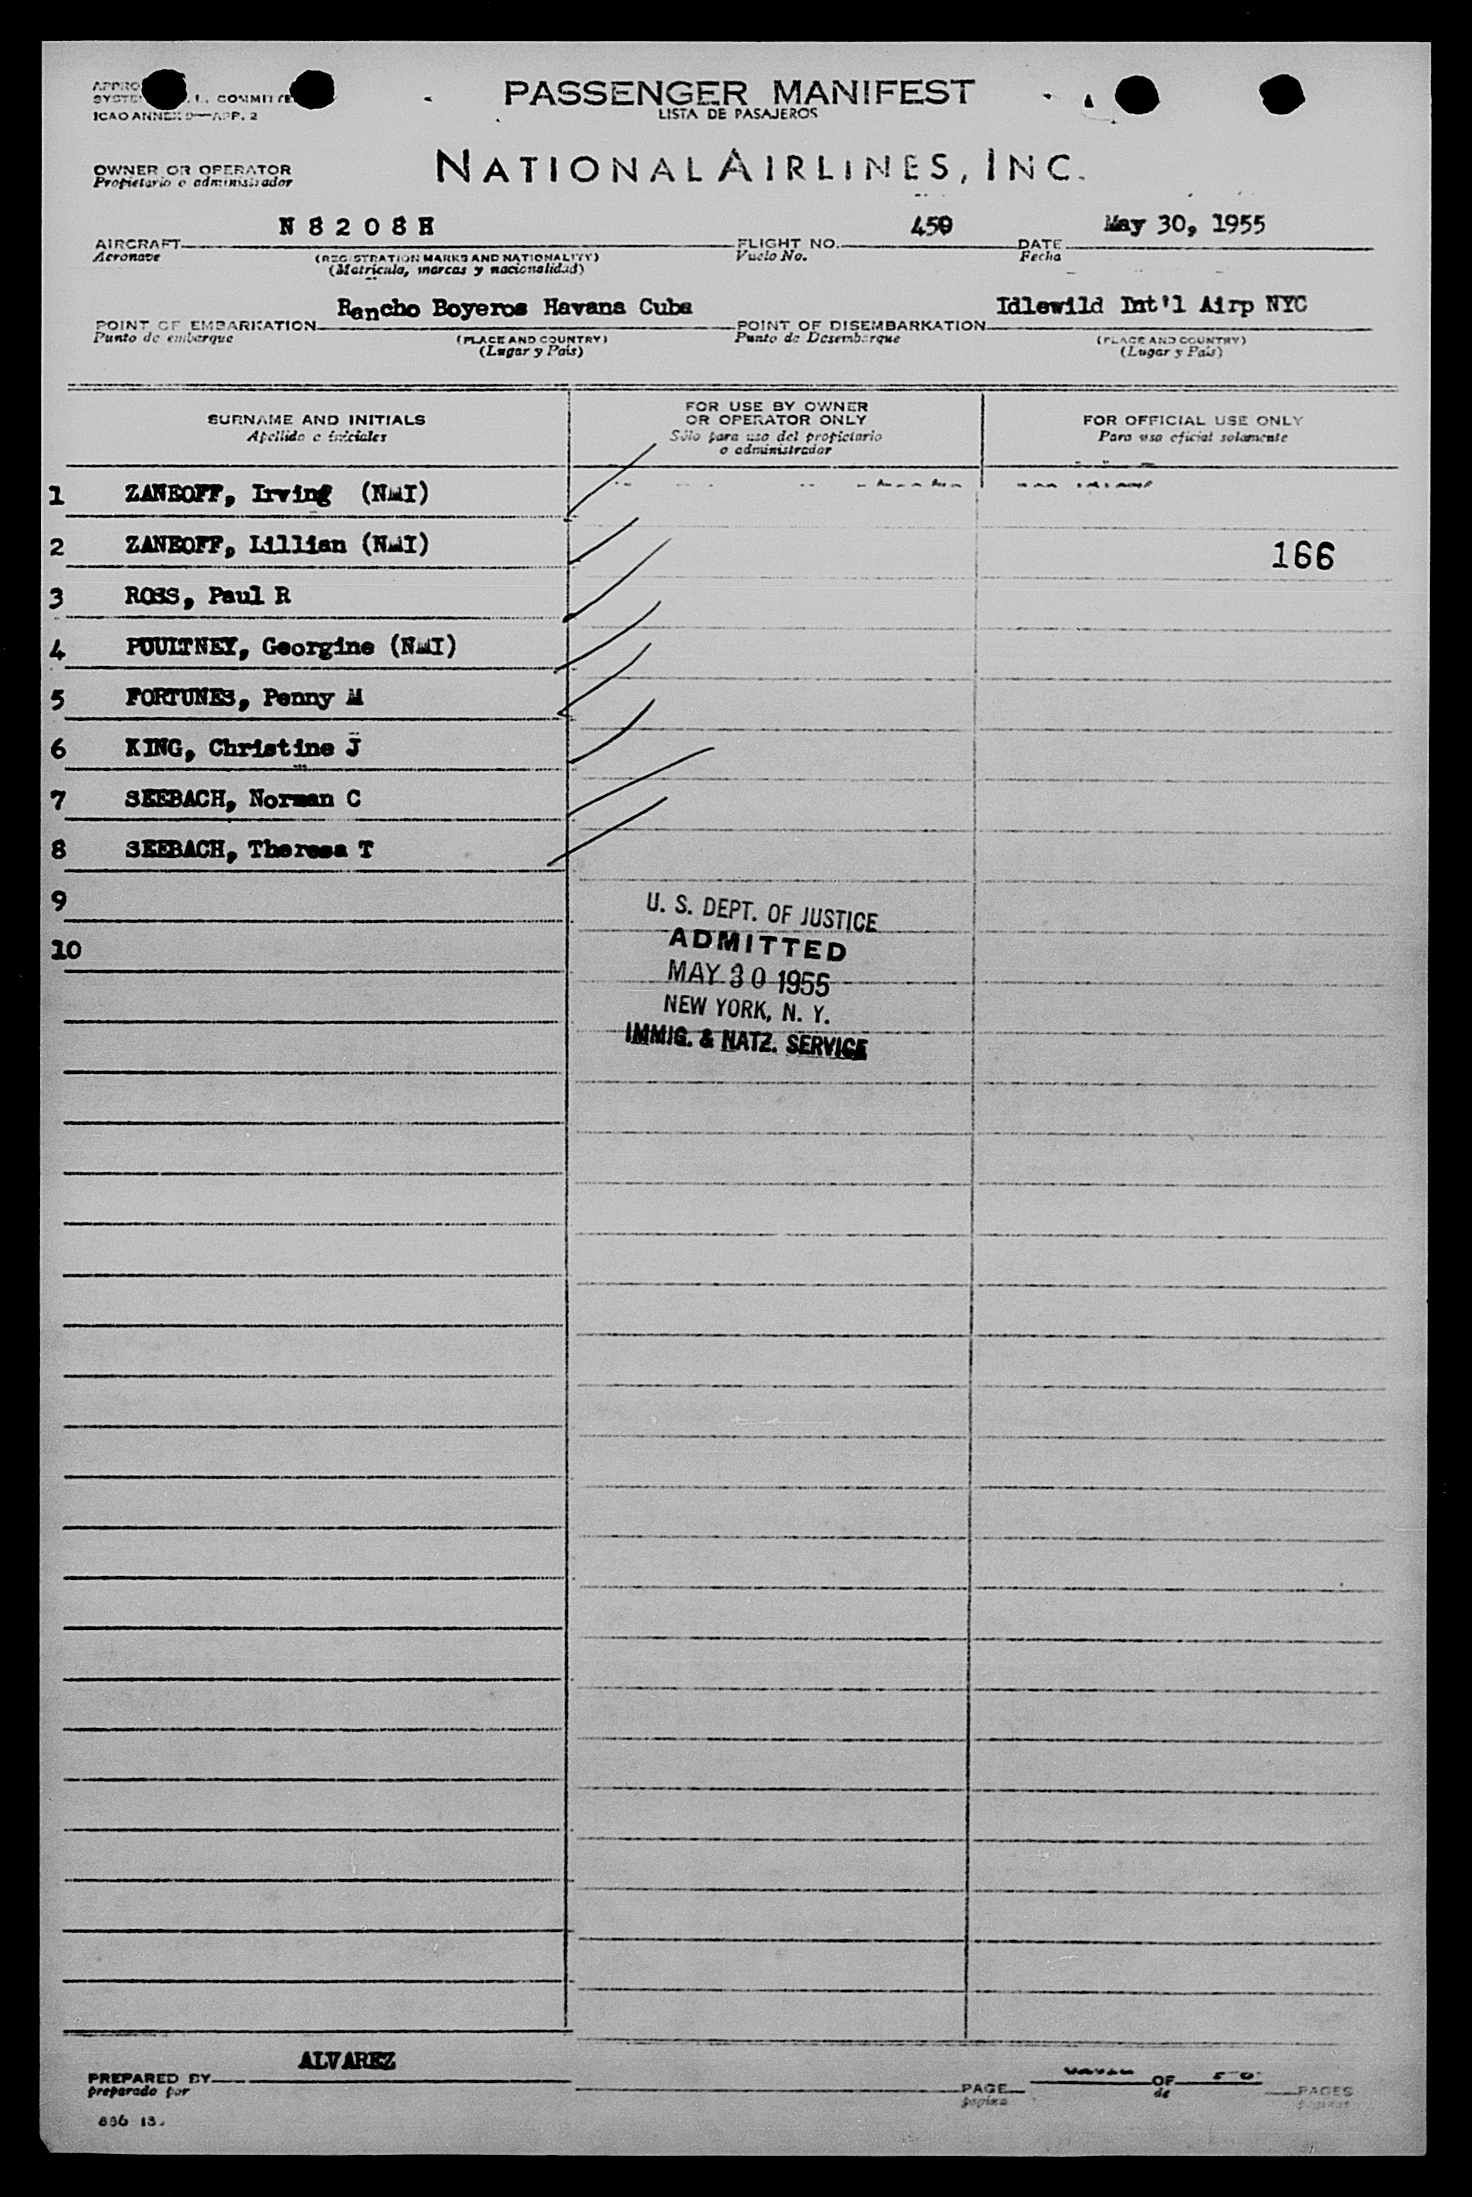 PASSENGER MANIFEST
LISTA DE PASAJEROS
ICAO ANNEX 9—APP. 2
OWNER OR OPERATOR
Propietario o administrador
NATIONAL AIRLINES, INC.
AIRCRAFT N 8 2 0 8 H FLIGHT NO. 450 DATE May 30, 1955
Aeronave (REGISTRATION MARKS AND NATIONALITY) Vuelo No. Fecha
(Matricula, marcas y nacionalidad)
POINT OF EMBARKATION Rancho Boyeros Havana Cuba POINT OF DISEMBARKATION Idlewild Int'l Airp NYC
Punto de embarque (PLACE AND COUNTRY) Punto de Desembarque (PLACE AND COUNTRY)
(Lugar y País) (Lugar y País)
SURNAME AND INITIALS FOR USE BY OWNER OR OPERATOR ONLY FOR OFFICIAL USE ONLY
Apellido e iniciales Sólo para uso del propietario o administrador Para uso oficial solamente
1 ZANKOFF, Irving (NMI)
2 ZANKOFF, Lillian (NMI) 166
3 ROSS, Paul R
4 POULTNEY, Georgine (NMI)
5 FORTUNES, Penny M
6 KING, Christine J
7 SEEBACH, Norman C
8 SEEBACH, Theresa T
9
10
U. S. DEPT. OF JUSTICE
ADMITTED
MAY 30 1955
NEW YORK, N. Y.
IMMIG. & NATZ. SERVICE
PREPARED BY ALVAREZ PAGE OF PAGES
preparado por pagina de